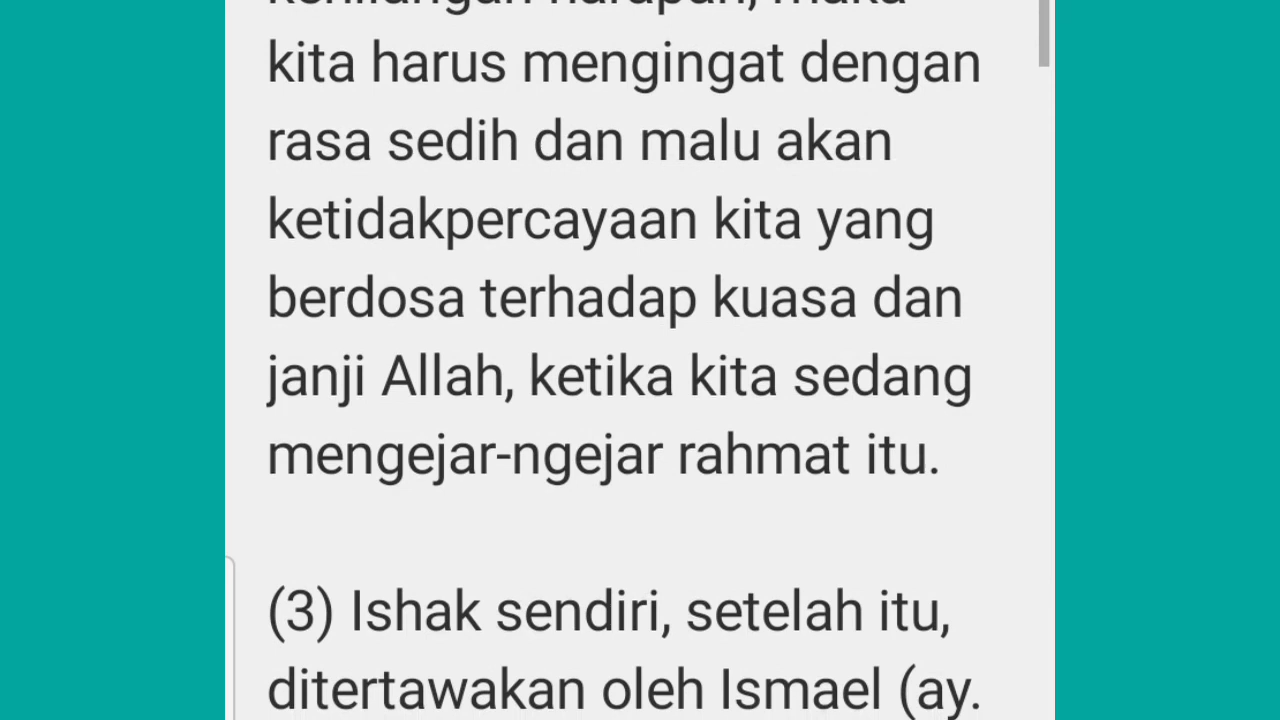 kita harus mengingat dengan
rasa sedih dan malu akan
ketidakpercayaan kita yang
berdosa terhadap kuasa dan
janji Allah, ketika kita sedang
mengejar-ngejar rahmat itu.
(3) Ishak sendiri, setelah itu,
ditertawakan oleh Ismael (ay.